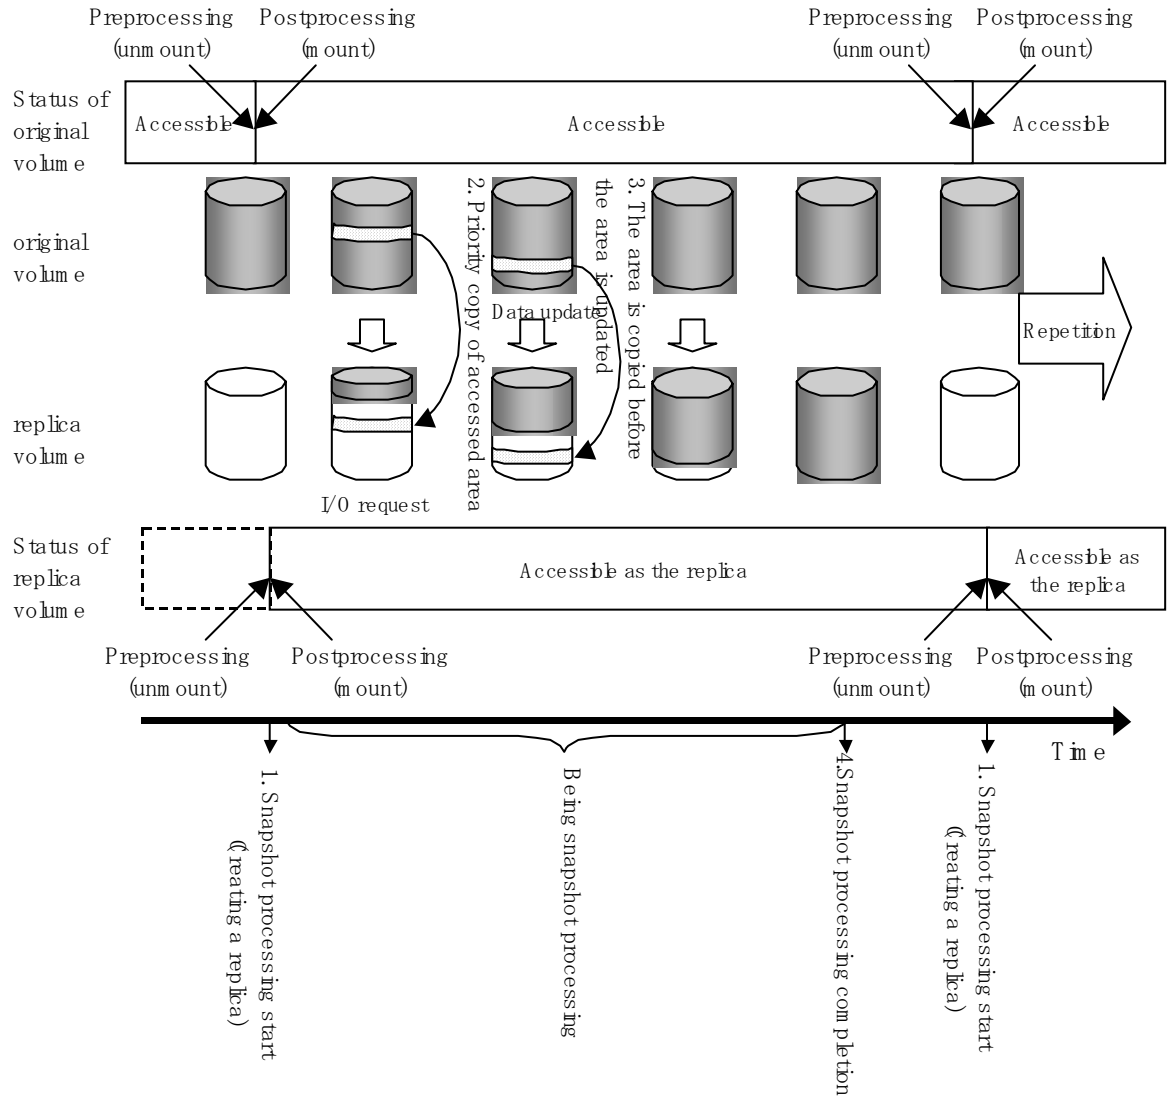 Preprocessing
(unmount)
Postprocessing
(mount)
Preprocessing
(unmount)
Postprocessing
(mount)
Status of
original
volume
Accessible
Accessible
Accessible
original
volume
2. Priority copy of accessed area
3. The area is copied before
the area is updated
Data update
Repetition
replica
volume
I/O request
Status of
replica
volume
Accessible as the replica
Accessible as
the replica
Preprocessing
(unmount)
Postprocessing
(mount)
Preprocessing
(unmount)
Postprocessing
(mount)
Time
1. Snapshot processing start
((Creating a replica)
Being snapshot processing
4.Snapshot processing completion
1. Snapshot processing start
((Creating a replica)